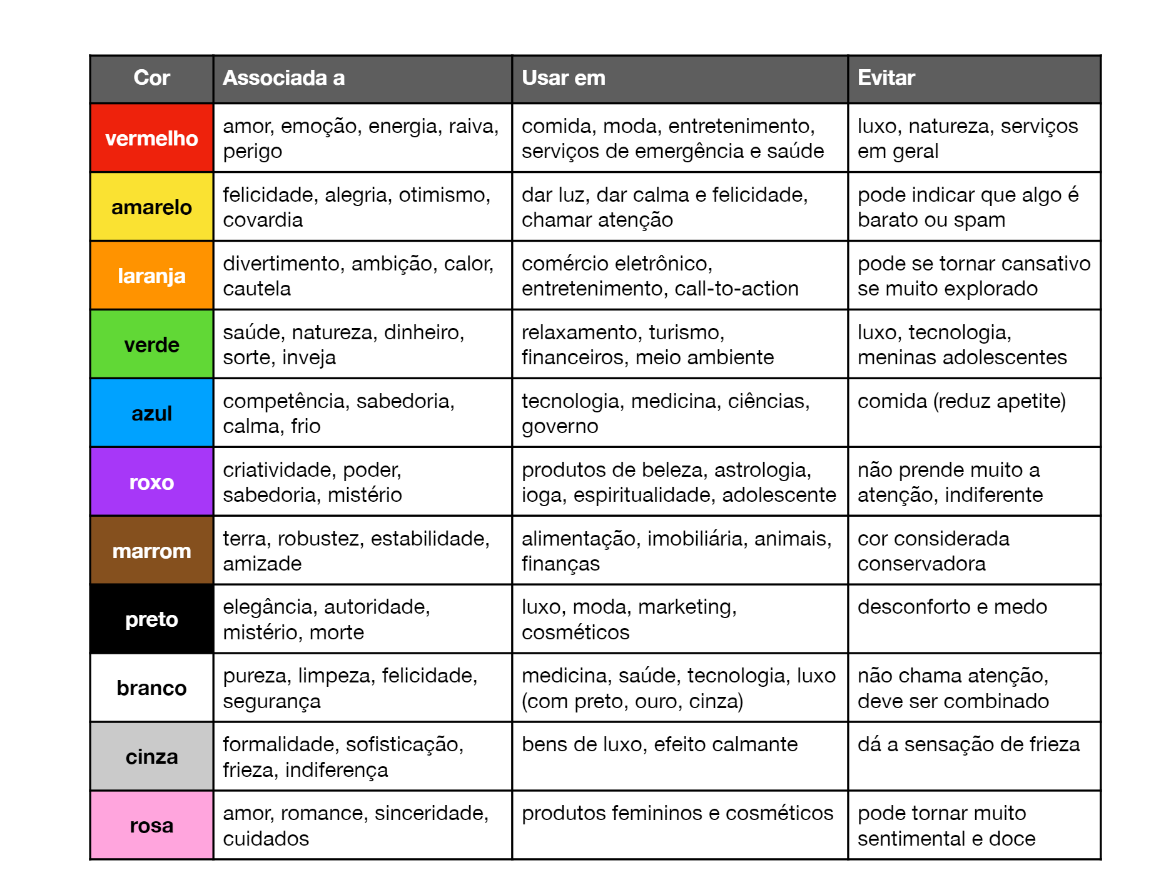 Cor Associada a Usar em Evitar
vermelho
amor, emoção, energia, raiva,
perigo
comida, moda, entretenimento,
serviços de emergência e saúde
luxo, natureza, serviços
em geral
amarelo
felicidade, alegria, otimismo,
covardia
dar luz, dar calma e felicidade,
chamar atenção
pode indicar que algo é
barato ou spam
laranja
divertimento, ambição, calor,
cautela
comércio eletrônico,
entretenimento, call-to-action
pode se tornar cansativo
se muito explorado
verde
saúde, natureza, dinheiro,
sorte, inveja
relaxamento, turismo,
financeiros, meio ambiente
luxo, tecnologia,
meninas adolescentes
azul
competência, sabedoria,
calma, frio
tecnologia, medicina, ciências,
governo
comida (reduz apetite)
roxo
criatividade, poder,
sabedoria, mistério
produtos de beleza, astrologia,
ioga, espiritualidade, adolescente
não prende muito a
atenção, indiferente
marrom
terra, robustez, estabilidade,
amizade
alimentação, imobiliária, animais,
finanças
cor considerada
conservadora
preto
elegância, autoridade,
mistério, morte
luxo, moda, marketing,
cosméticos
desconforto e medo
branco
pureza, limpeza, felicidade,
segurança
medicina, saúde, tecnologia, luxo
(com preto, ouro, cinza)
não chama atenção,
deve ser combinado
cinza
formalidade, sofisticação,
frieza, indiferença
bens de luxo, efeito calmante
dá a sensação de frieza
rosa
amor, romance, sinceridade,
cuidados
produtos femininos e cosméticos
pode tornar muito
sentimental e doce